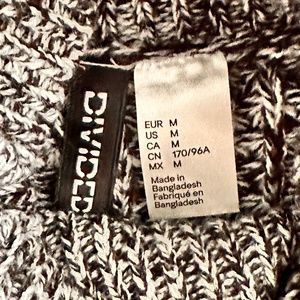 DIVIDED
EUR M
US M
CA M
CN 170/96A
MX M
Made in
Bangladesh
Fabriqué en
Bangladesh